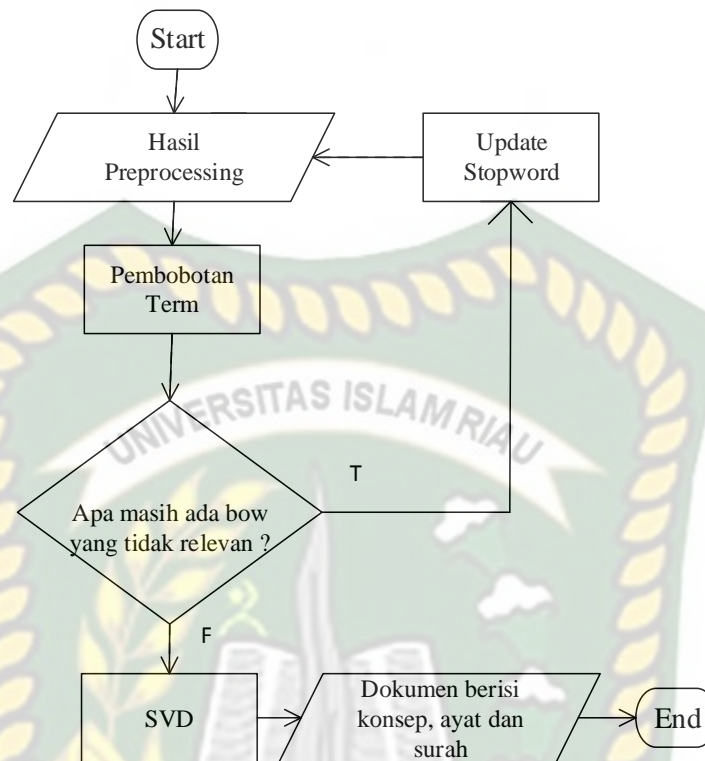 Start
Hasil
Preprocessing
Update
Stopword
Pembobotan
Term
UNIVERSITAS ISLAM RIAU
T
Apa masih ada bow
yang tidak relevan ?
F
SVD
Dokumen berisi
konsep, ayat dan
surah
End